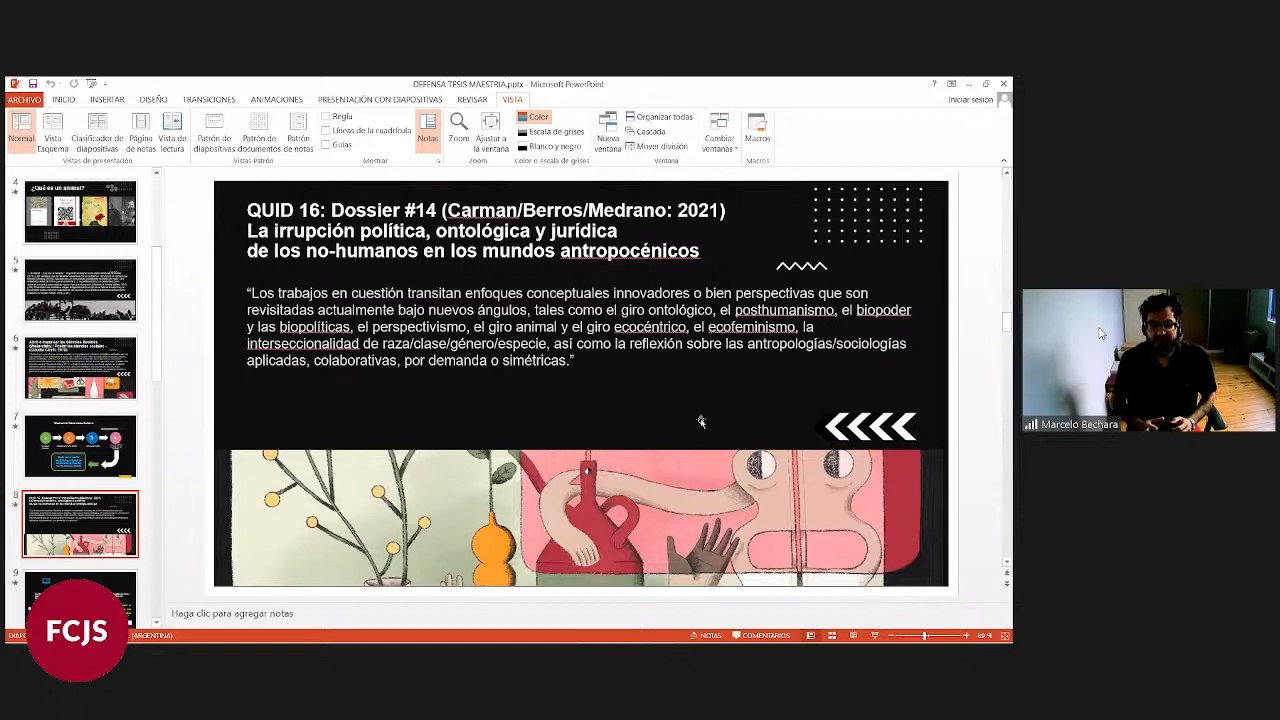 DEFENSA TESIS MAESTRIA.pptx - Microsoft PowerPoint
ARCHIVO INICIO INSERTAR DISEÑO TRANSICIONES ANIMACIONES PRESENTACIÓN CON DIAPOSITIVAS REVISAR VISTA Iniciar sesión
Normal
Vista Esquema
Clasificador de diapositivas
Página de notas
Vista de lectura
Vistas de presentación
Patrón de diapositivas
Patrón de documentos
Patrón de notas
Vistas Patrón
Regla
Líneas de la cuadrícula
Guías
Mostrar
Notas
Zoom
Ajustar a la ventana
Zoom
Color
Escala de grises
Blanco y negro
Color o escala de grises
Nueva ventana
Organizar todas
Cascada
Mover división
Cambiar ventanas
Ventana
Macros
Macros
4
¿Qué es un animal?
5
6
7
8
9
QUID 16: Dossier #14 (Carman/Berros/Medrano: 2021)
La irrupción política, ontológica y jurídica
de los no-humanos en los mundos antropocénicos
“Los trabajos en cuestión transitan enfoques conceptuales innovadores o bien perspectivas que son
revisitadas actualmente bajo nuevos ángulos, tales como el giro ontológico, el posthumanismo, el biopoder
y las biopolíticas, el perspectivismo, el giro animal y el giro ecocéntrico, el ecofeminismo, la
interseccionalidad de raza/clase/género/especie, así como la reflexión sobre las antropologías/sociologías
aplicadas, colaborativas, por demanda o simétricas.”
Marcelo Bechara
Haga clic para agregar notas
(ARGENTINA) NOTAS COMENTARIOS 89 %
FCJS